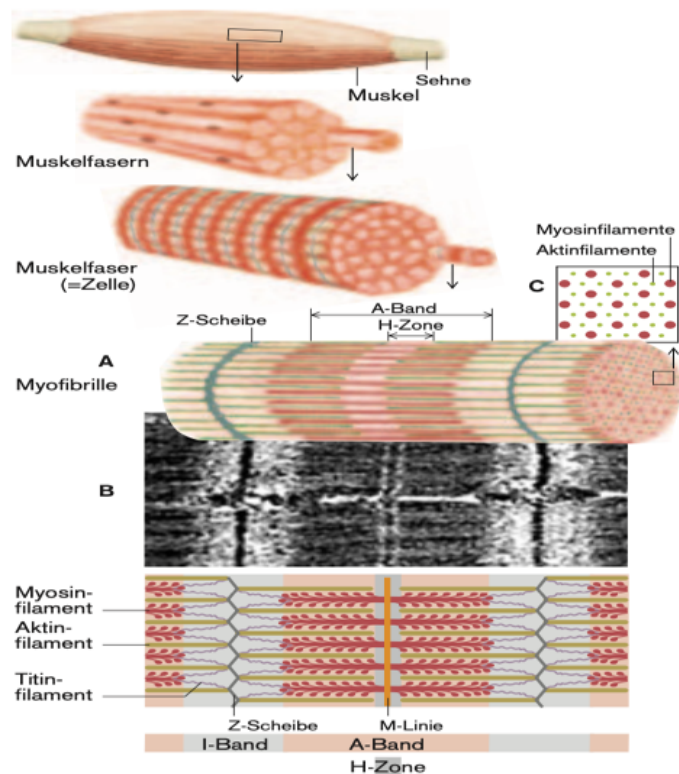 Sehne
Muskel
Muskelfasern
Myosinfilamente
Aktinfilamente
Muskelfaser
(=Zelle)
C
A-Band
Z-Scheibe
H-Zone
A
Myofibrille
B
Myosin-
filament
Aktin-
filament
Titin-
filament
Z-Scheibe
M-Linie
I-Band
A-Band
H-Zone